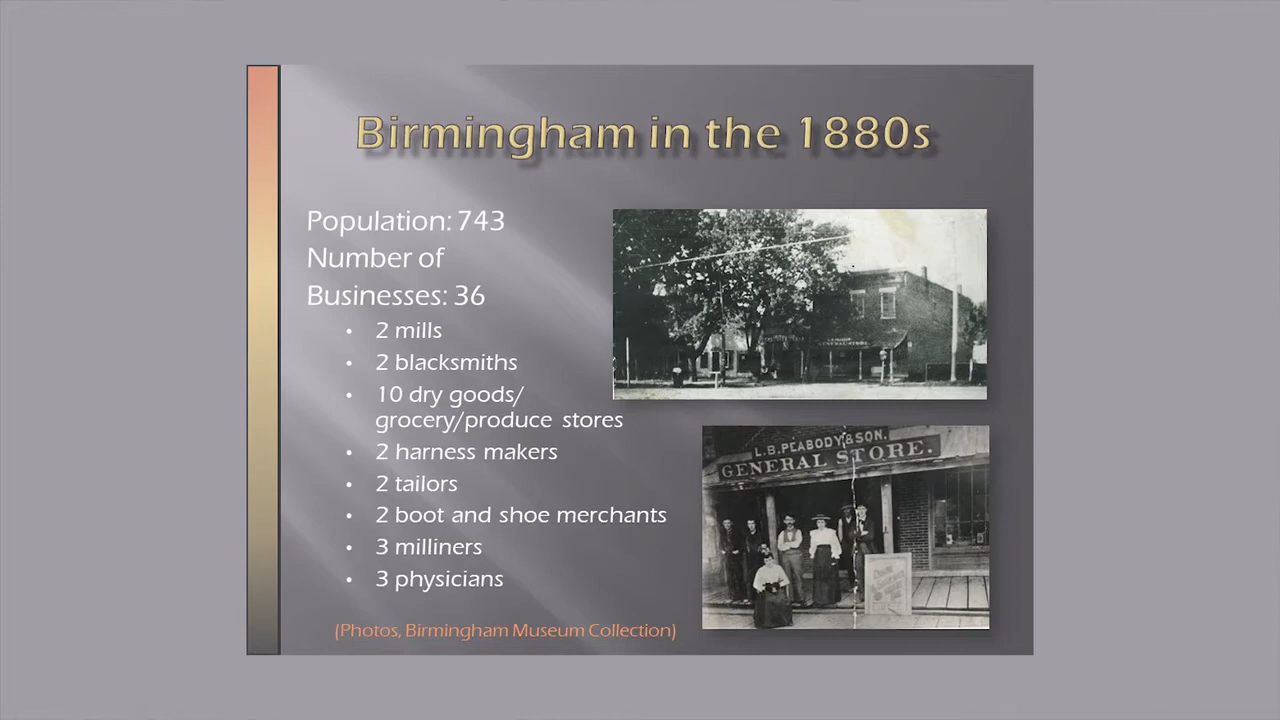 Birmingham in the 1880s
Population: 743
Number of
Businesses: 36
• 2 mills
• 2 blacksmiths
• 10 dry goods/
grocery/produce stores
• 2 harness makers
• 2 tailors
• 2 boot and shoe merchants
• 3 milliners
• 3 physicians
(Photos, Birmingham Museum Collection)
GENERAL STORE
L.B. PEABODY & SON.
GENERAL STORE.